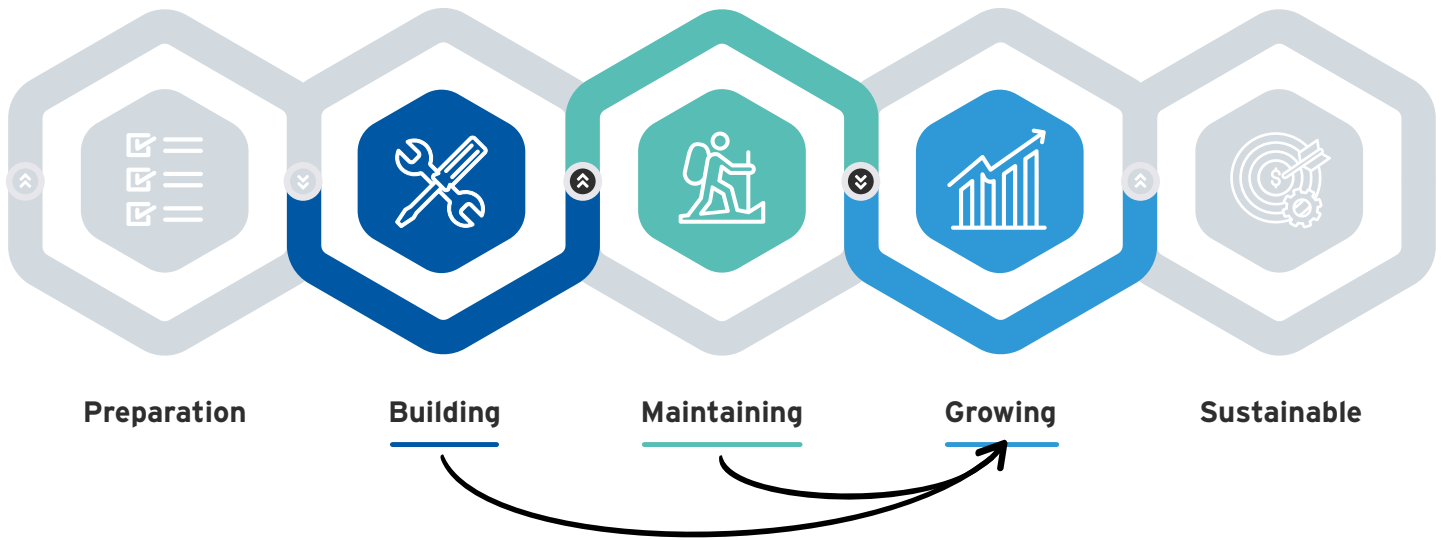 Preparation
Building
Maintaining
Growing
Sustainable
$